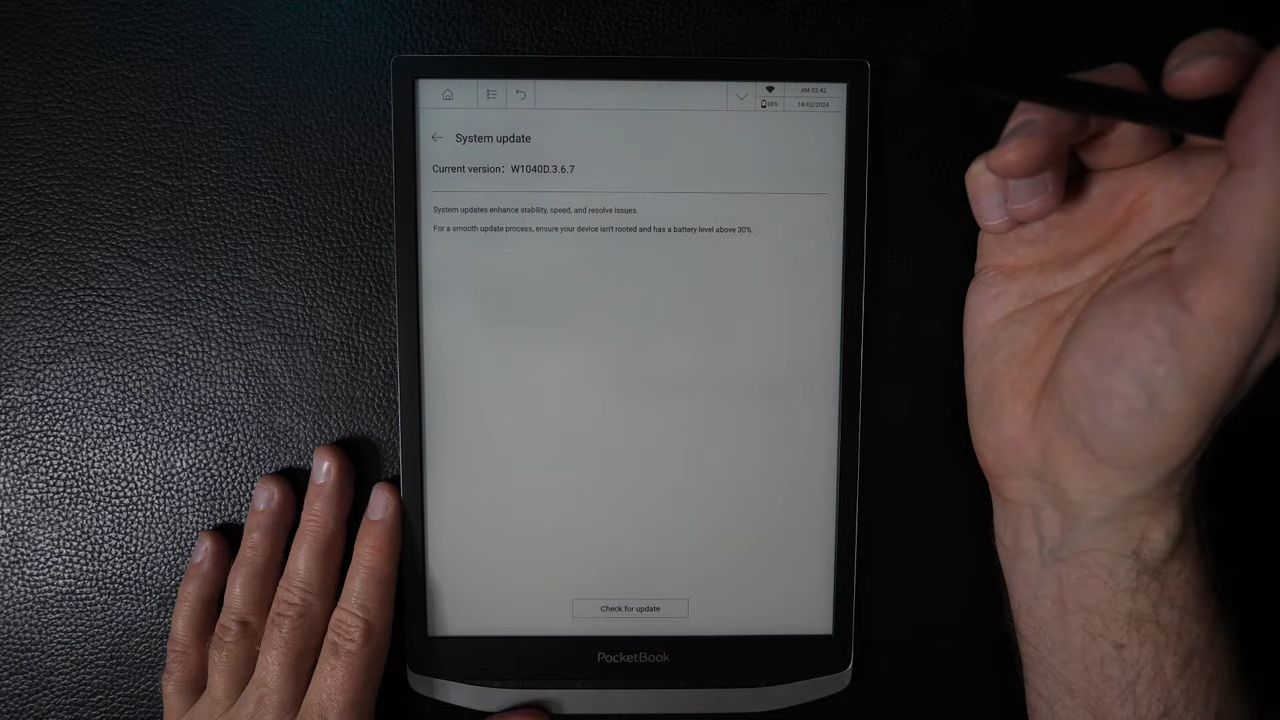 AM 02:42
14/02/2024
System update
Current version: W1040D.3.6.7
System updates enhance stability, speed, and resolve issues.
For a smooth update process, ensure your device isn't rooted and has a battery level above 30%.
Check for update
PocketBook